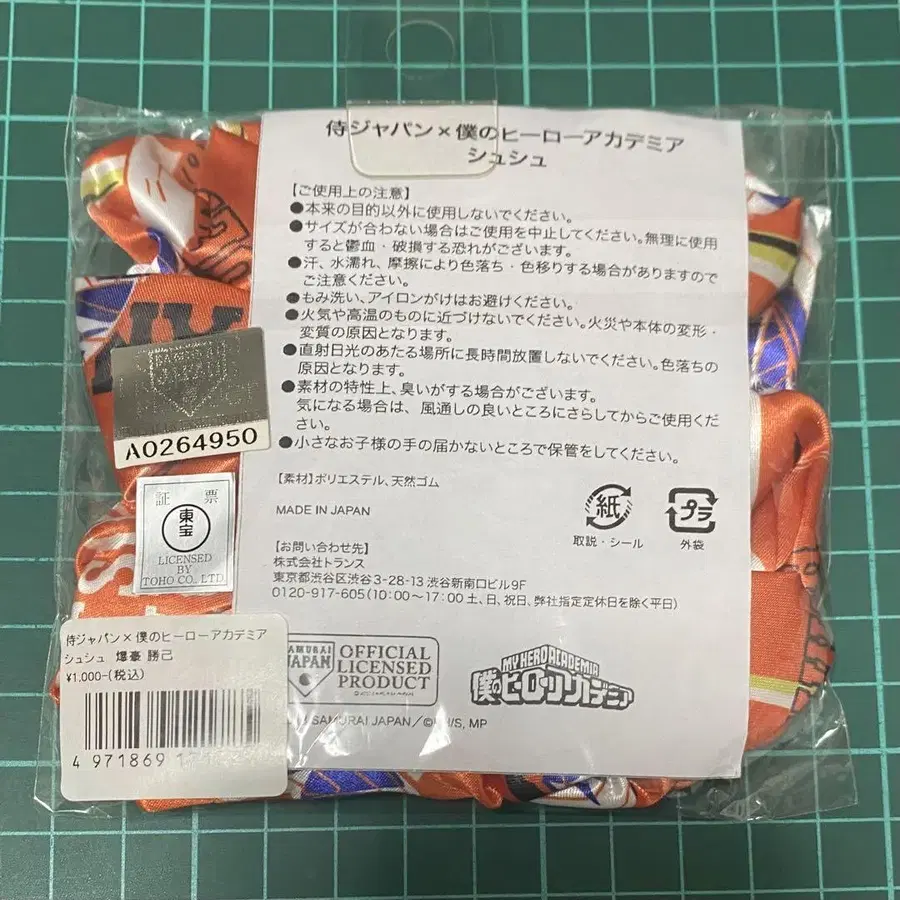 侍ジャパン×僕のヒーローアカデミア
シュシュ
【ご使用上の注意】
●本来の目的以外に使用しないでください。
●サイズが合わない場合はご使用を中止してください。無理に使用
すると鬱血・破損する恐れがございます。
●汗、水濡れ、摩擦により色落ち・色移りする場合がありますので
ご注意ください。
●もみ洗い、アイロンがけはお避けください。
●火気や高温のものに近づけないでください。火災や本体の変形・
変質の原因となります。
●直射日光のあたる場所に長時間放置しないでください。色落ちの
原因となります。
●素材の特性上、臭いがする場合がございます。
気になる場合は、風通しの良いところにさらしてからご使用くだ
さい。
●小さなお子様の手の届かないところで保管をしてください。
【素材】ポリエステル、天然ゴム
MADE IN JAPAN
紙
取説・シール
プラ
外袋
【お問い合わせ先】
株式会社トランス
東京都渋谷区渋谷3-28-13 渋谷新南口ビル9F
0120-917-605(10:00~17:00 土、日、祝日、弊社指定定休日を除く平日)
SAMURAI
JAPAN
OFFICIAL
LICENSED
PRODUCT
MY HERO ACADEMIA
僕のヒーローアカデミア
SAMURAI JAPAN/©K.H/S, MP
A0264950
証票
東宝
LICENSED
BY
TOHO CO., LTD.
侍ジャパン×僕のヒーローアカデミア
シュシュ 爆豪 勝己
¥1,000-(税込)
4 971869